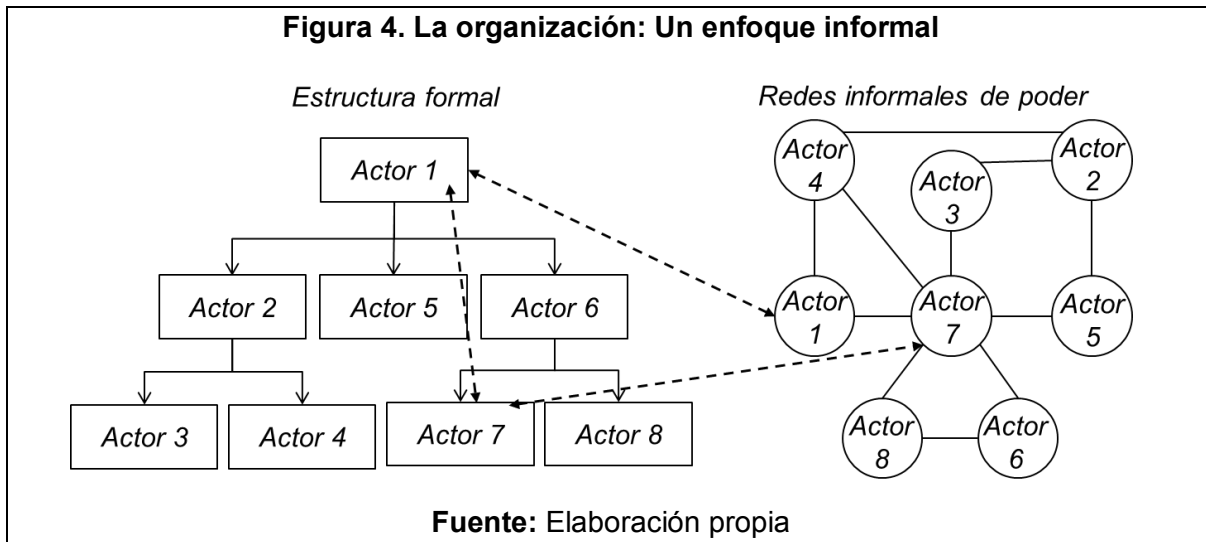 Figura 4. La organización: Un enfoque informal
Estructura formal
Actor 1
Actor 2
Actor 5
Actor 6
Actor 3
Actor 4
Actor 7
Actor 8
Redes informales de poder
Actor
4
Actor
3
Actor
2
Actor
1
Actor
7
Actor
5
Actor
8
Actor
6
Fuente: Elaboración propia